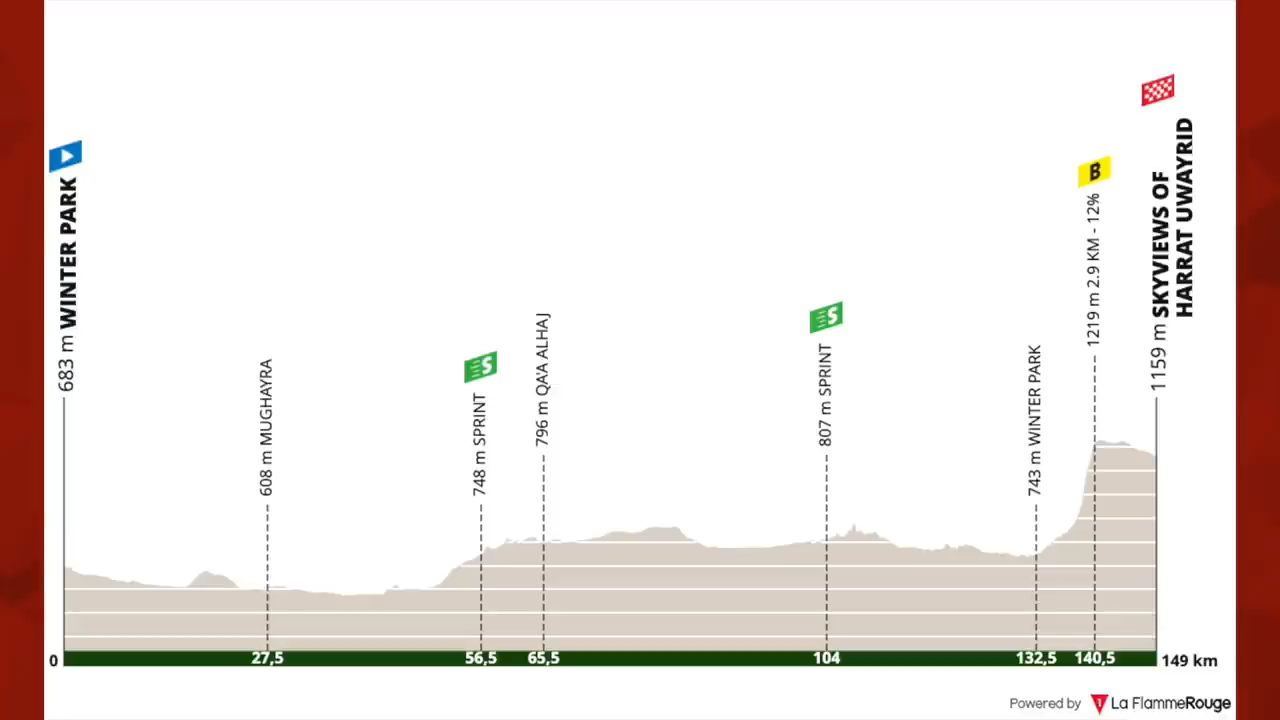 683 m WINTER PARK
608 m MUGHAYRA
748 m SPRINT
S
796 m QA'A ALHAJ
807 m SPRINT
S
743 m WINTER PARK
1219 m 2.9 KM - 12%
B
1159 m SKYVIEWS OF
HARRAT UWAYRID
0 27,5 56,5 65,5 104 132,5 140,5 149 km
Powered by 1 La FlammeRouge